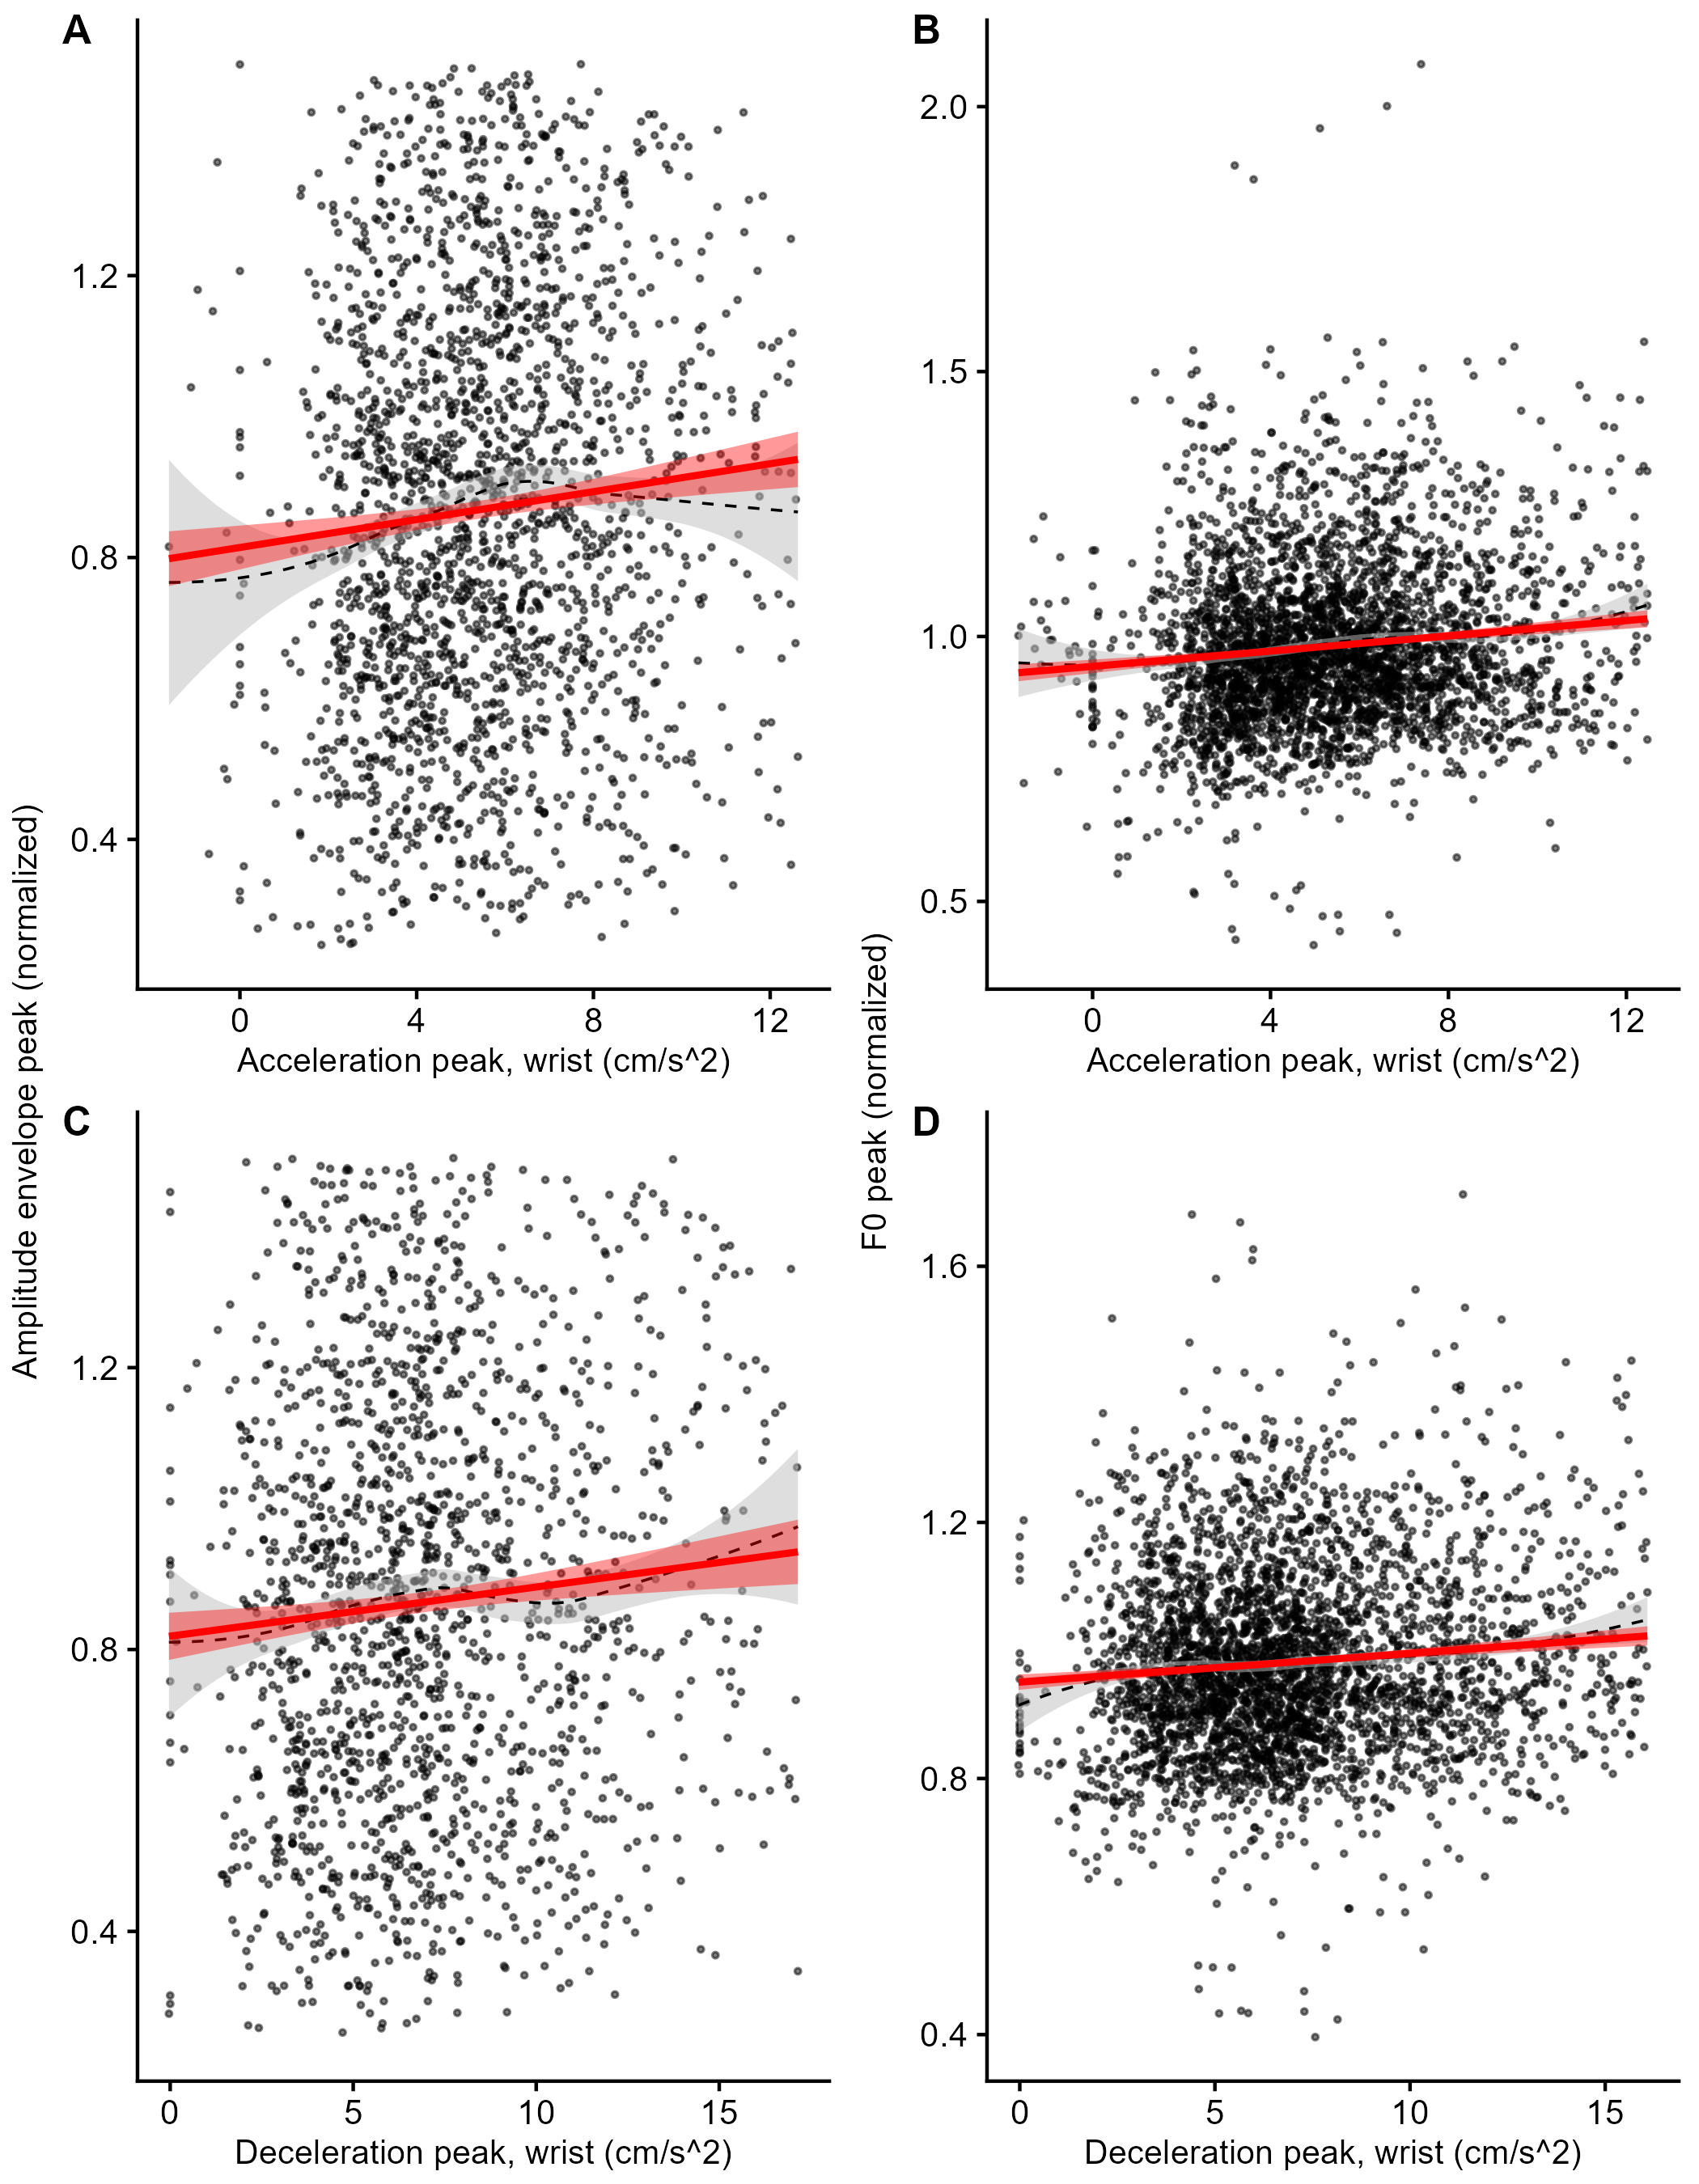 A
1.2
0.8
0.4
0 4 8 12
Acceleration peak, wrist (cm/s^2)
B
2.0
1.5
1.0
0.5
0 4 8 12
Acceleration peak, wrist (cm/s^2)
Amplitude envelope peak (normalized)
F0 peak (normalized)
C
1.2
0.8
0.4
0 5 10 15
Deceleration peak, wrist (cm/s^2)
D
1.6
1.2
0.8
0.4
0 5 10 15
Deceleration peak, wrist (cm/s^2)